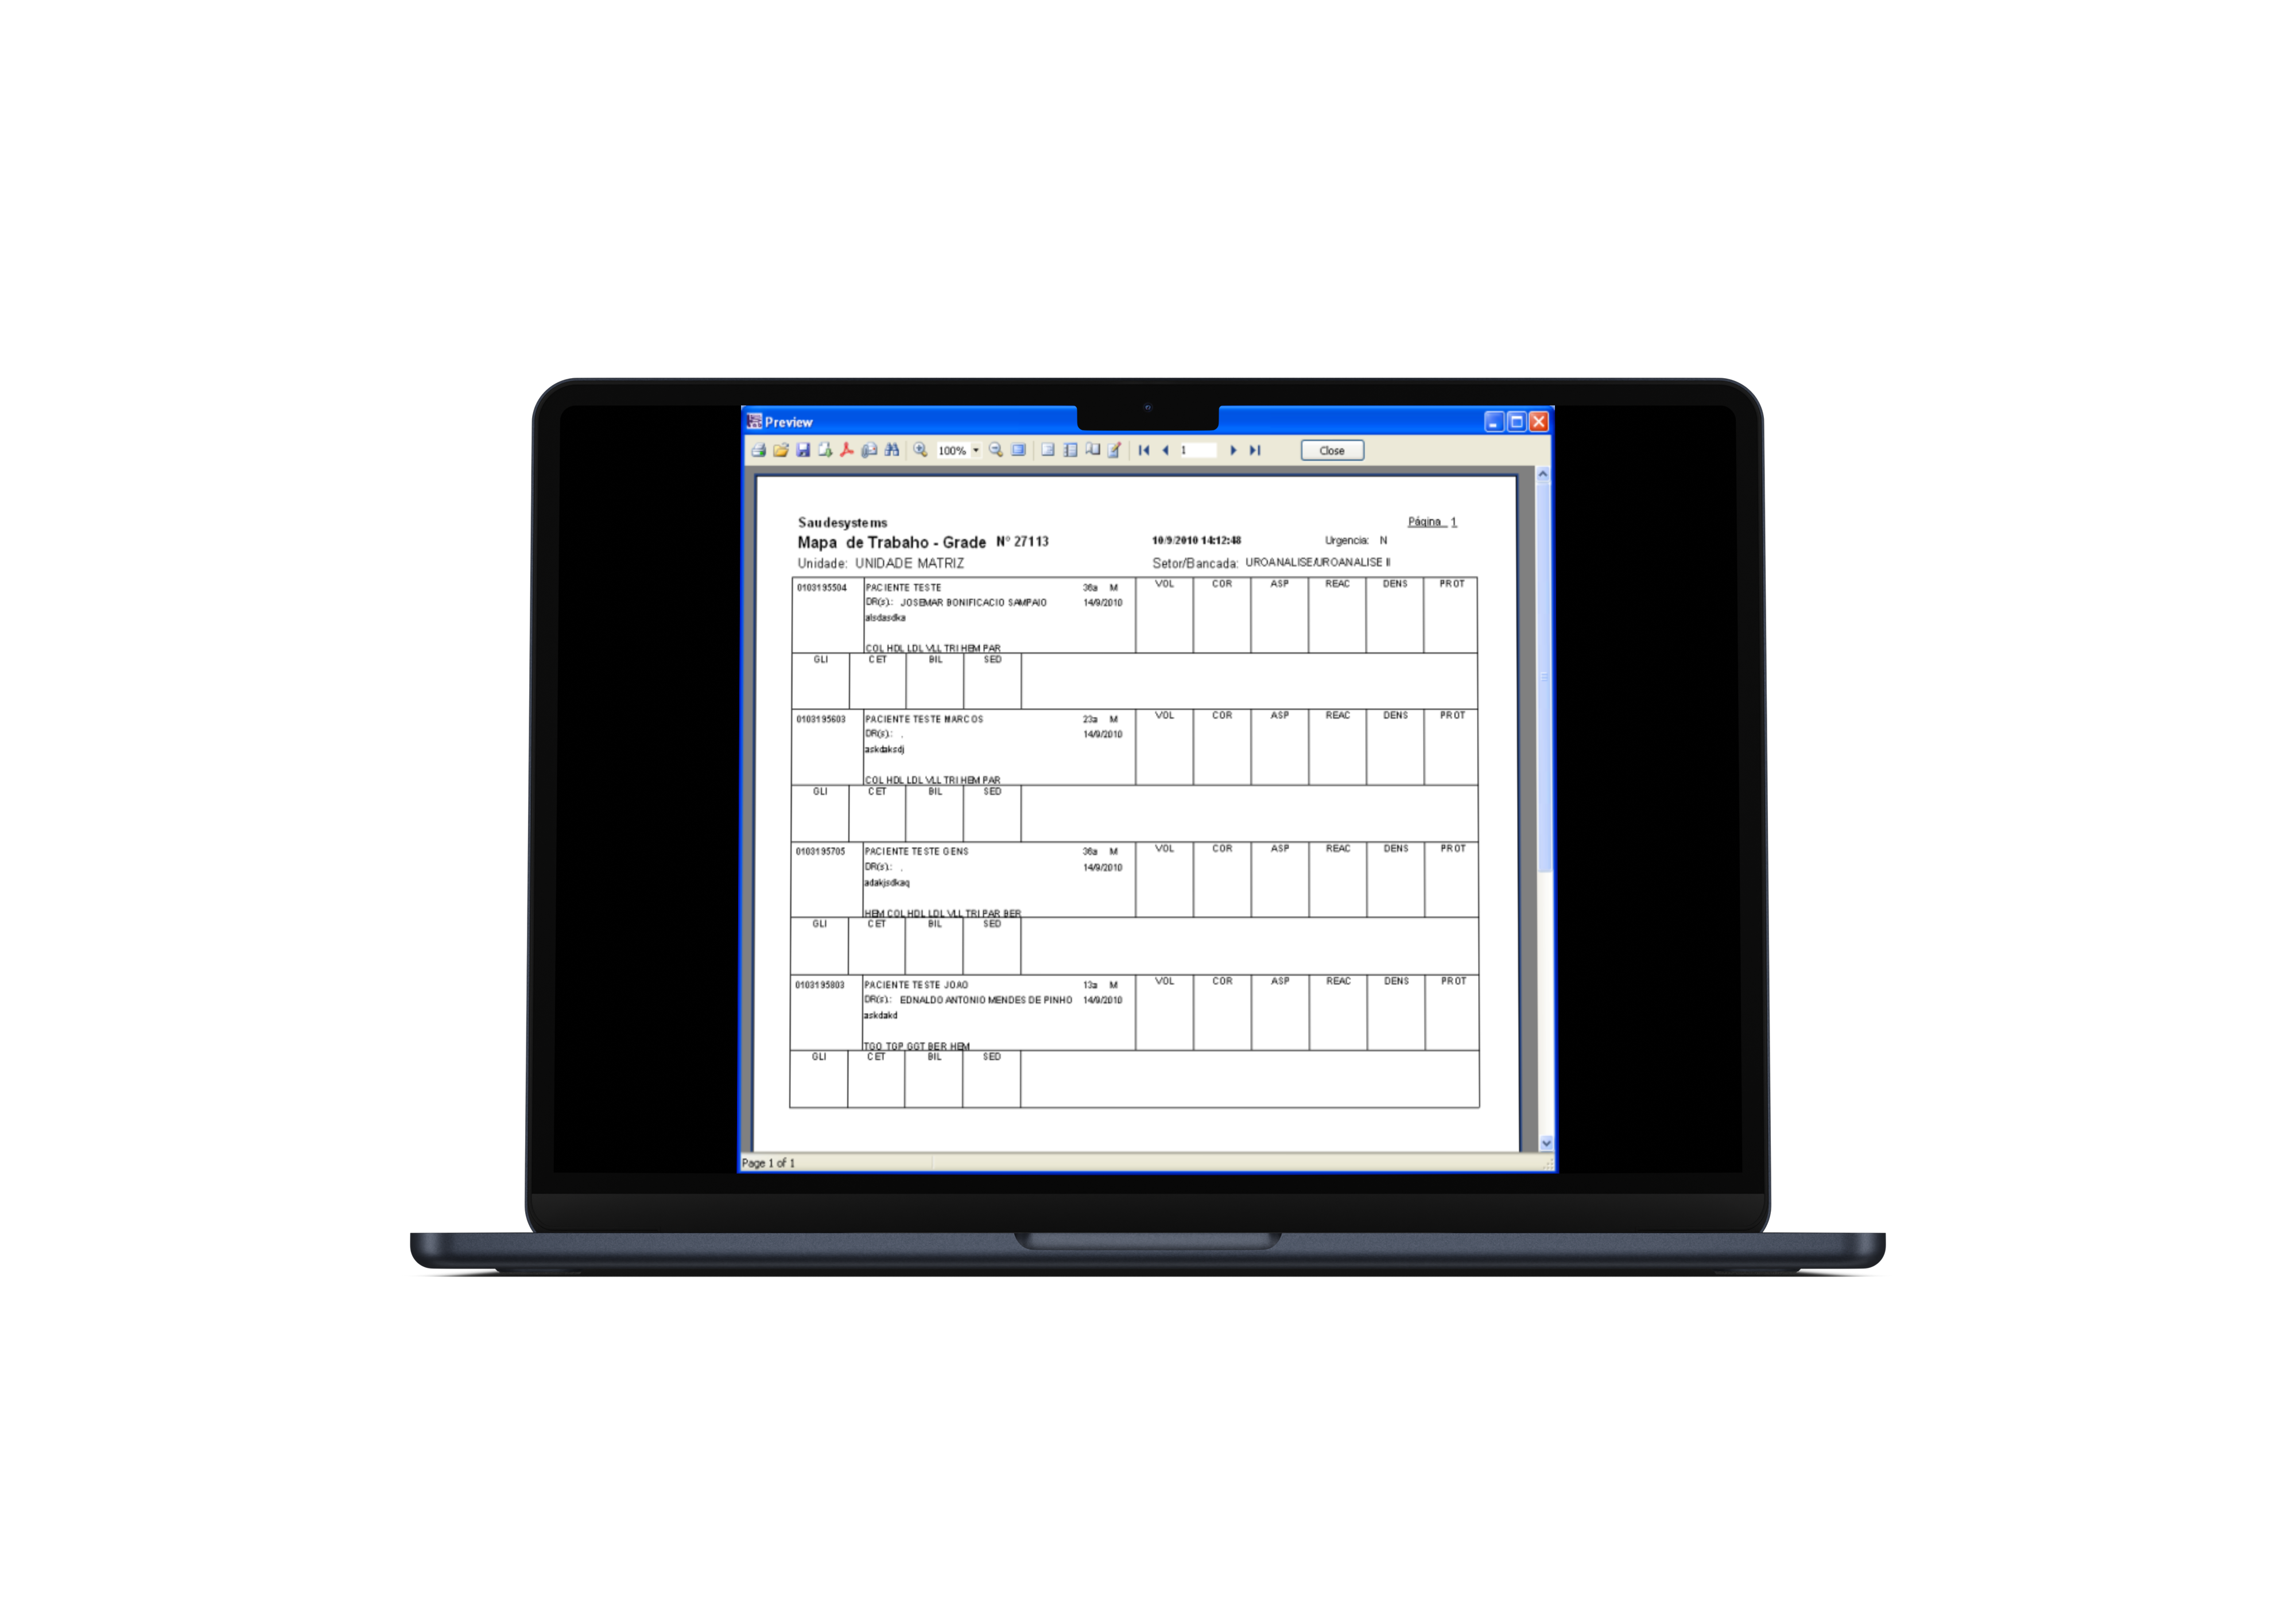 Preview
100% 1 Close
Saudesystems Página 1
Mapa de Trabaho - Grade Nº 27113 10/9/2010 14:12:48 Urgencia: N
Unidade: UNIDADE MATRIZ Setor/Bancada: UROANALISE/UROANALISE II
0103195504 PACIENTE TESTE 36a M VOL COR ASP REAC DENS PROT
DR(s).: JOSEMAR BONIFICACIO SAMPAIO 14/9/2010
alsdasdka
COL HDL LDL VLL TRI HEM PAR
GLI CET BIL SED
0103195603 PACIENTE TESTE MARCOS 23a M VOL COR ASP REAC DENS PROT
DR(s).: . 14/9/2010
askdaksdj
COL HDL LDL VLL TRI HEM PAR
GLI CET BIL SED
0103195705 PACIENTE TESTE GENS 36a M VOL COR ASP REAC DENS PROT
DR(s).: . 14/9/2010
adakjsdkaq
HEM COL HDL LDL VLL TRI PAR BER
GLI CET BIL SED
0103195803 PACIENTE TESTE JOAO 13a M VOL COR ASP REAC DENS PROT
DR(s).: EDNALDO ANTONIO MENDES DE PINHO 14/9/2010
askdakd
TGO TGP GGT BER HEM
GLI CET BIL SED
Page 1 of 1